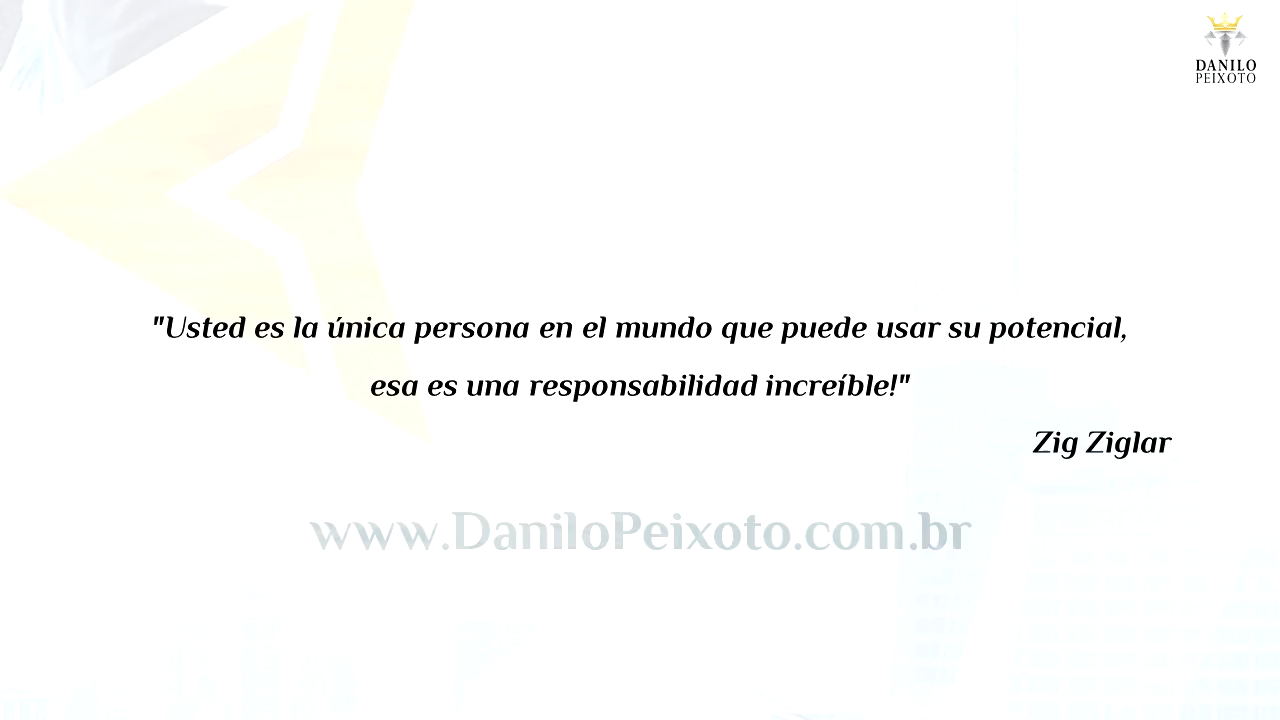 DANILO
PEIXOTO
"Usted es la única persona en el mundo que puede usar su potencial,
esa es una responsabilidad increíble!"
Zig Ziglar
www.DaniloPeixoto.com.br